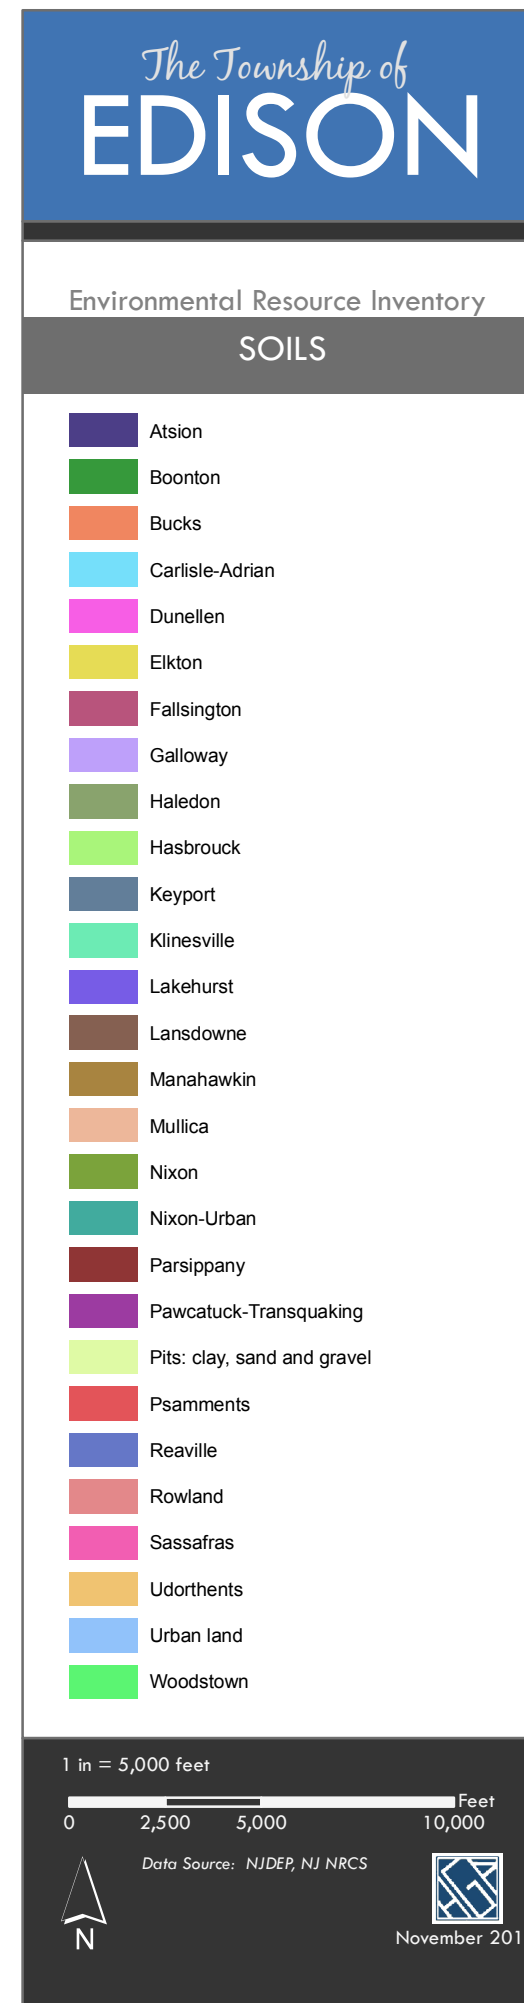 The Township of
EDISON
Environmental Resource Inventory
SOILS
Atsion
Boonton
Bucks
Carlisle-Adrian
Dunellen
Elkton
Fallsington
Galloway
Haledon
Hasbrouck
Keyport
Klinesville
Lakehurst
Lansdowne
Manahawkin
Mullica
Nixon
Nixon-Urban
Parsippany
Pawcatuck-Transquaking
Pits: clay, sand and gravel
Psamments
Reaville
Rowland
Sassafras
Udorthents
Urban land
Woodstown
1 in = 5,000 feet
Feet
0 2,500 5,000 10,000
Data Source: NJDEP, NJ NRCS
N
November 201